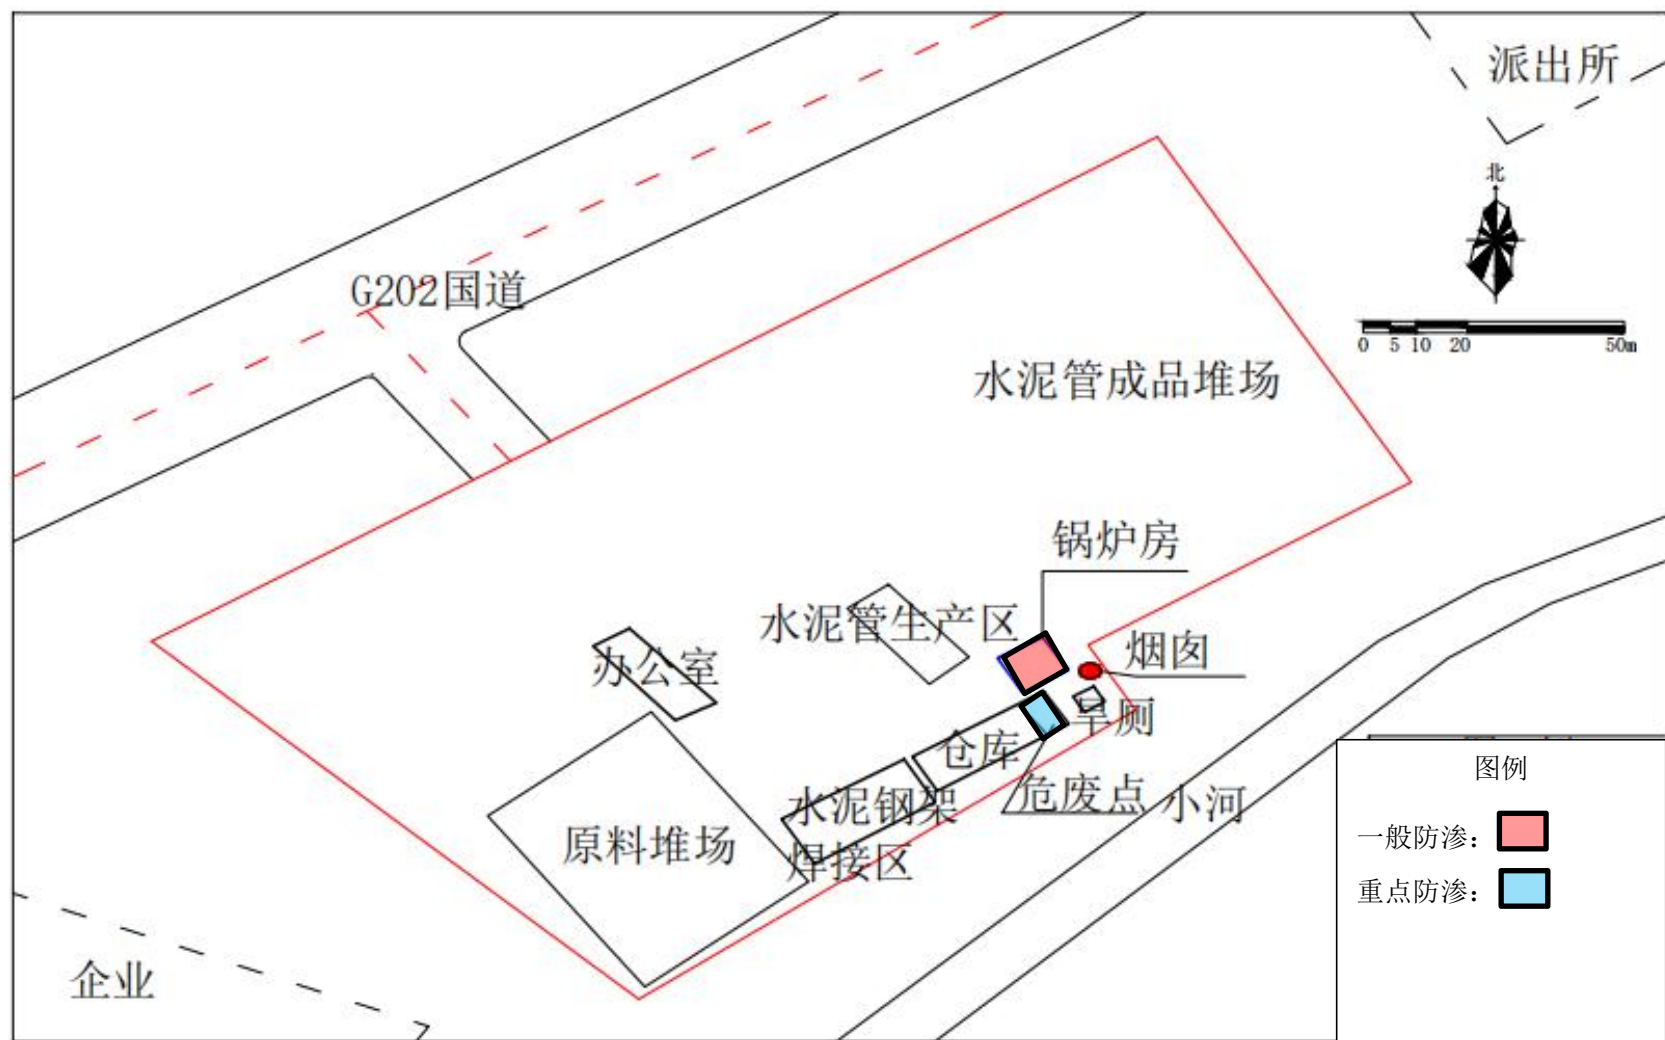 派出所
北
G202国道
0 5 10 20 50m
水泥管成品堆场
锅炉房
水泥管生产区
烟囱
办公室
旱厕
仓库
危废点
小河
水泥钢架
焊接区
原料堆场
企业
图例
一般防渗：
重点防渗：